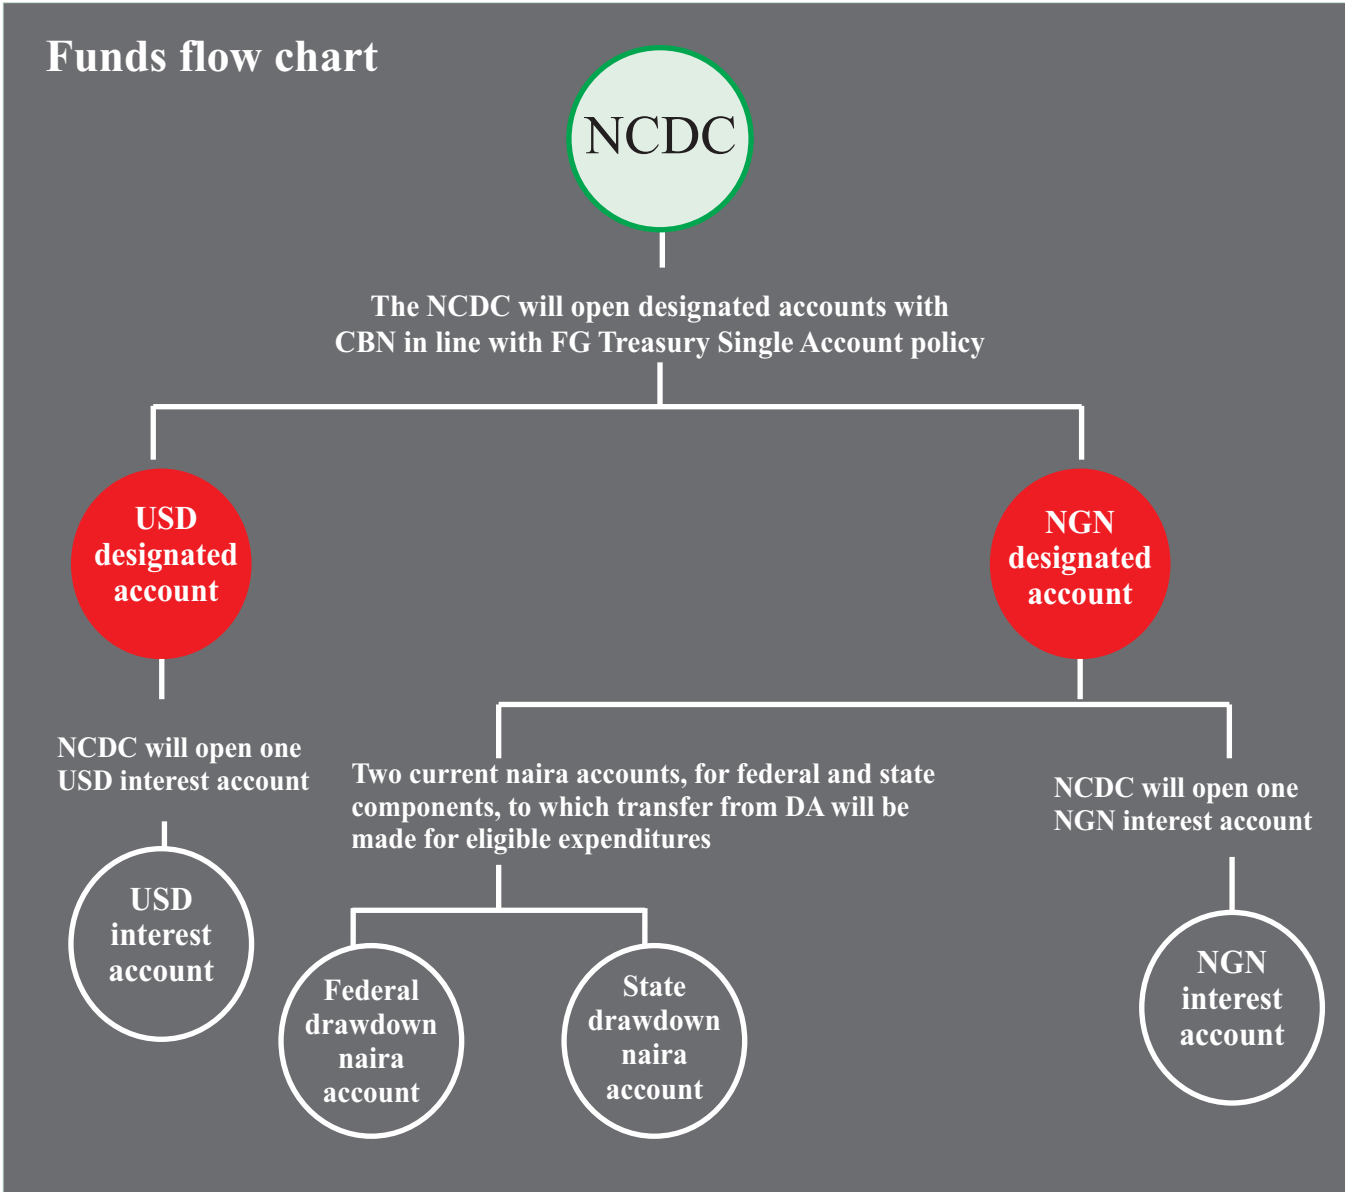 Funds flow chart
NCDC
The NCDC will open designated accounts with
CBN in line with FG Treasury Single Account policy
USD
designated
account
NGN
designated
account
NCDC will open one
USD interest account
Two current naira accounts, for federal and state
components, to which transfer from DA will be
made for eligible expenditures
NCDC will open one
NGN interest account
USD
interest
account
Federal
drawdown
naira
account
State
drawdown
naira
account
NGN
interest
account